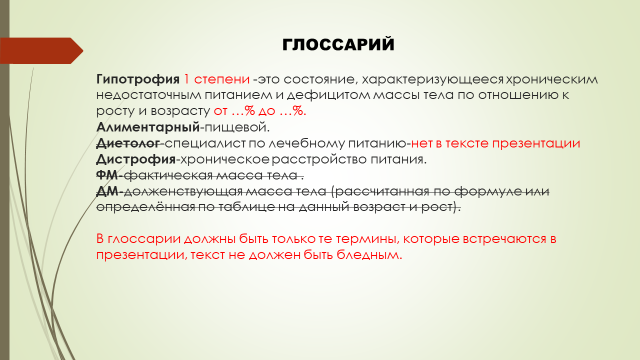 ГЛОССАРИЙ
Гипотрофия 1 степени -это состояние, характеризующееся хроническим
недостаточным питанием и дефицитом массы тела по отношению к
росту и возрасту от …% до …%.
Алиментарный-пищевой.
Диетолог-специалист по лечебному питанию-нет в тексте презентации
Дистрофия-хроническое расстройство питания.
ФМ-фактическая масса тела .
ДМ-долженствующая масса тела (рассчитанная по формуле или
определённая по таблице на данный возраст и рост).
В глоссарии должны быть только те термины, которые встречаются в
презентации, текст не должен быть бледным.